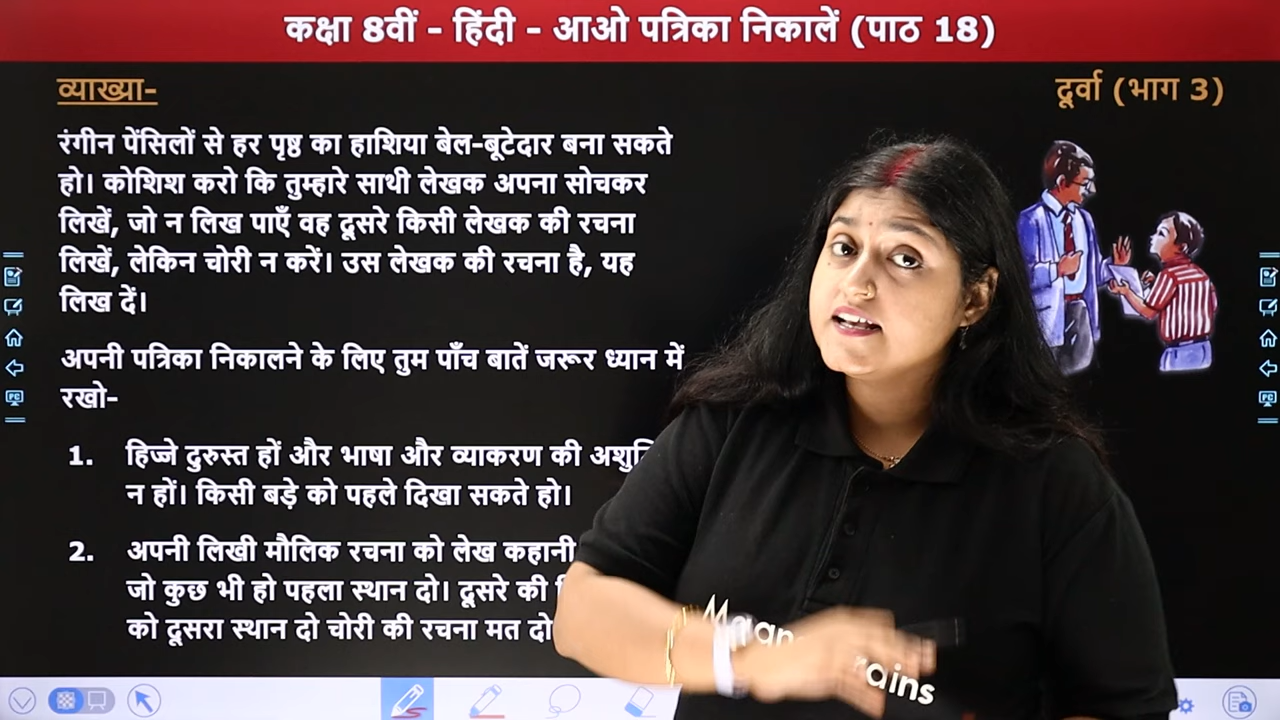 कक्षा 8वीं - हिंदी - आओ पत्रिका निकालें (पाठ 18)
व्याख्या-
दूर्वा (भाग 3)
रंगीन पेंसिलों से हर पृष्ठ का हाशिया बेल-बूटेदार बना सकते
हो। कोशिश करो कि तुम्हारे साथी लेखक अपना सोचकर
लिखें, जो न लिख पाएँ वह दूसरे किसी लेखक की रचना
लिखें, लेकिन चोरी न करें। उस लेखक की रचना है, यह
लिख दें।
अपनी पत्रिका निकालने के लिए तुम पाँच बातें जरूर ध्यान में
रखो-
1. हिज्जे दुरुस्त हों और भाषा और व्याकरण की
न हों। किसी बड़े को पहले दिखा सकते हो।
2. अपनी लिखी मौलिक रचना को लेख कहानी
जो कुछ भी हो पहला स्थान दो। दूसरे की
को दूसरा स्थान दो चोरी की रचना मत दो
PC
PC